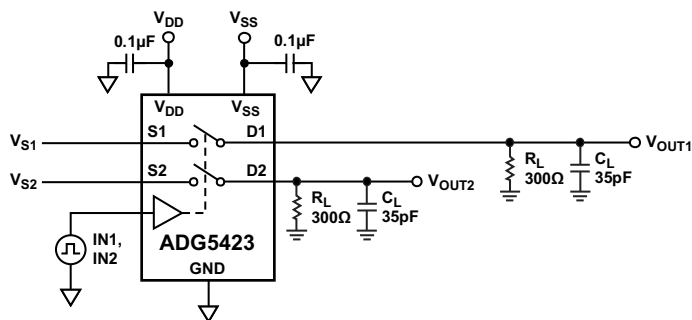 VDD
VSS
0.1µF
0.1µF
VDD
VSS
VS1
S1
D1
VOUT1
RL
300Ω
CL
35pF
VS2
S2
D2
VOUT2
RL
300Ω
CL
35pF
IN1,
IN2
ADG5423
GND